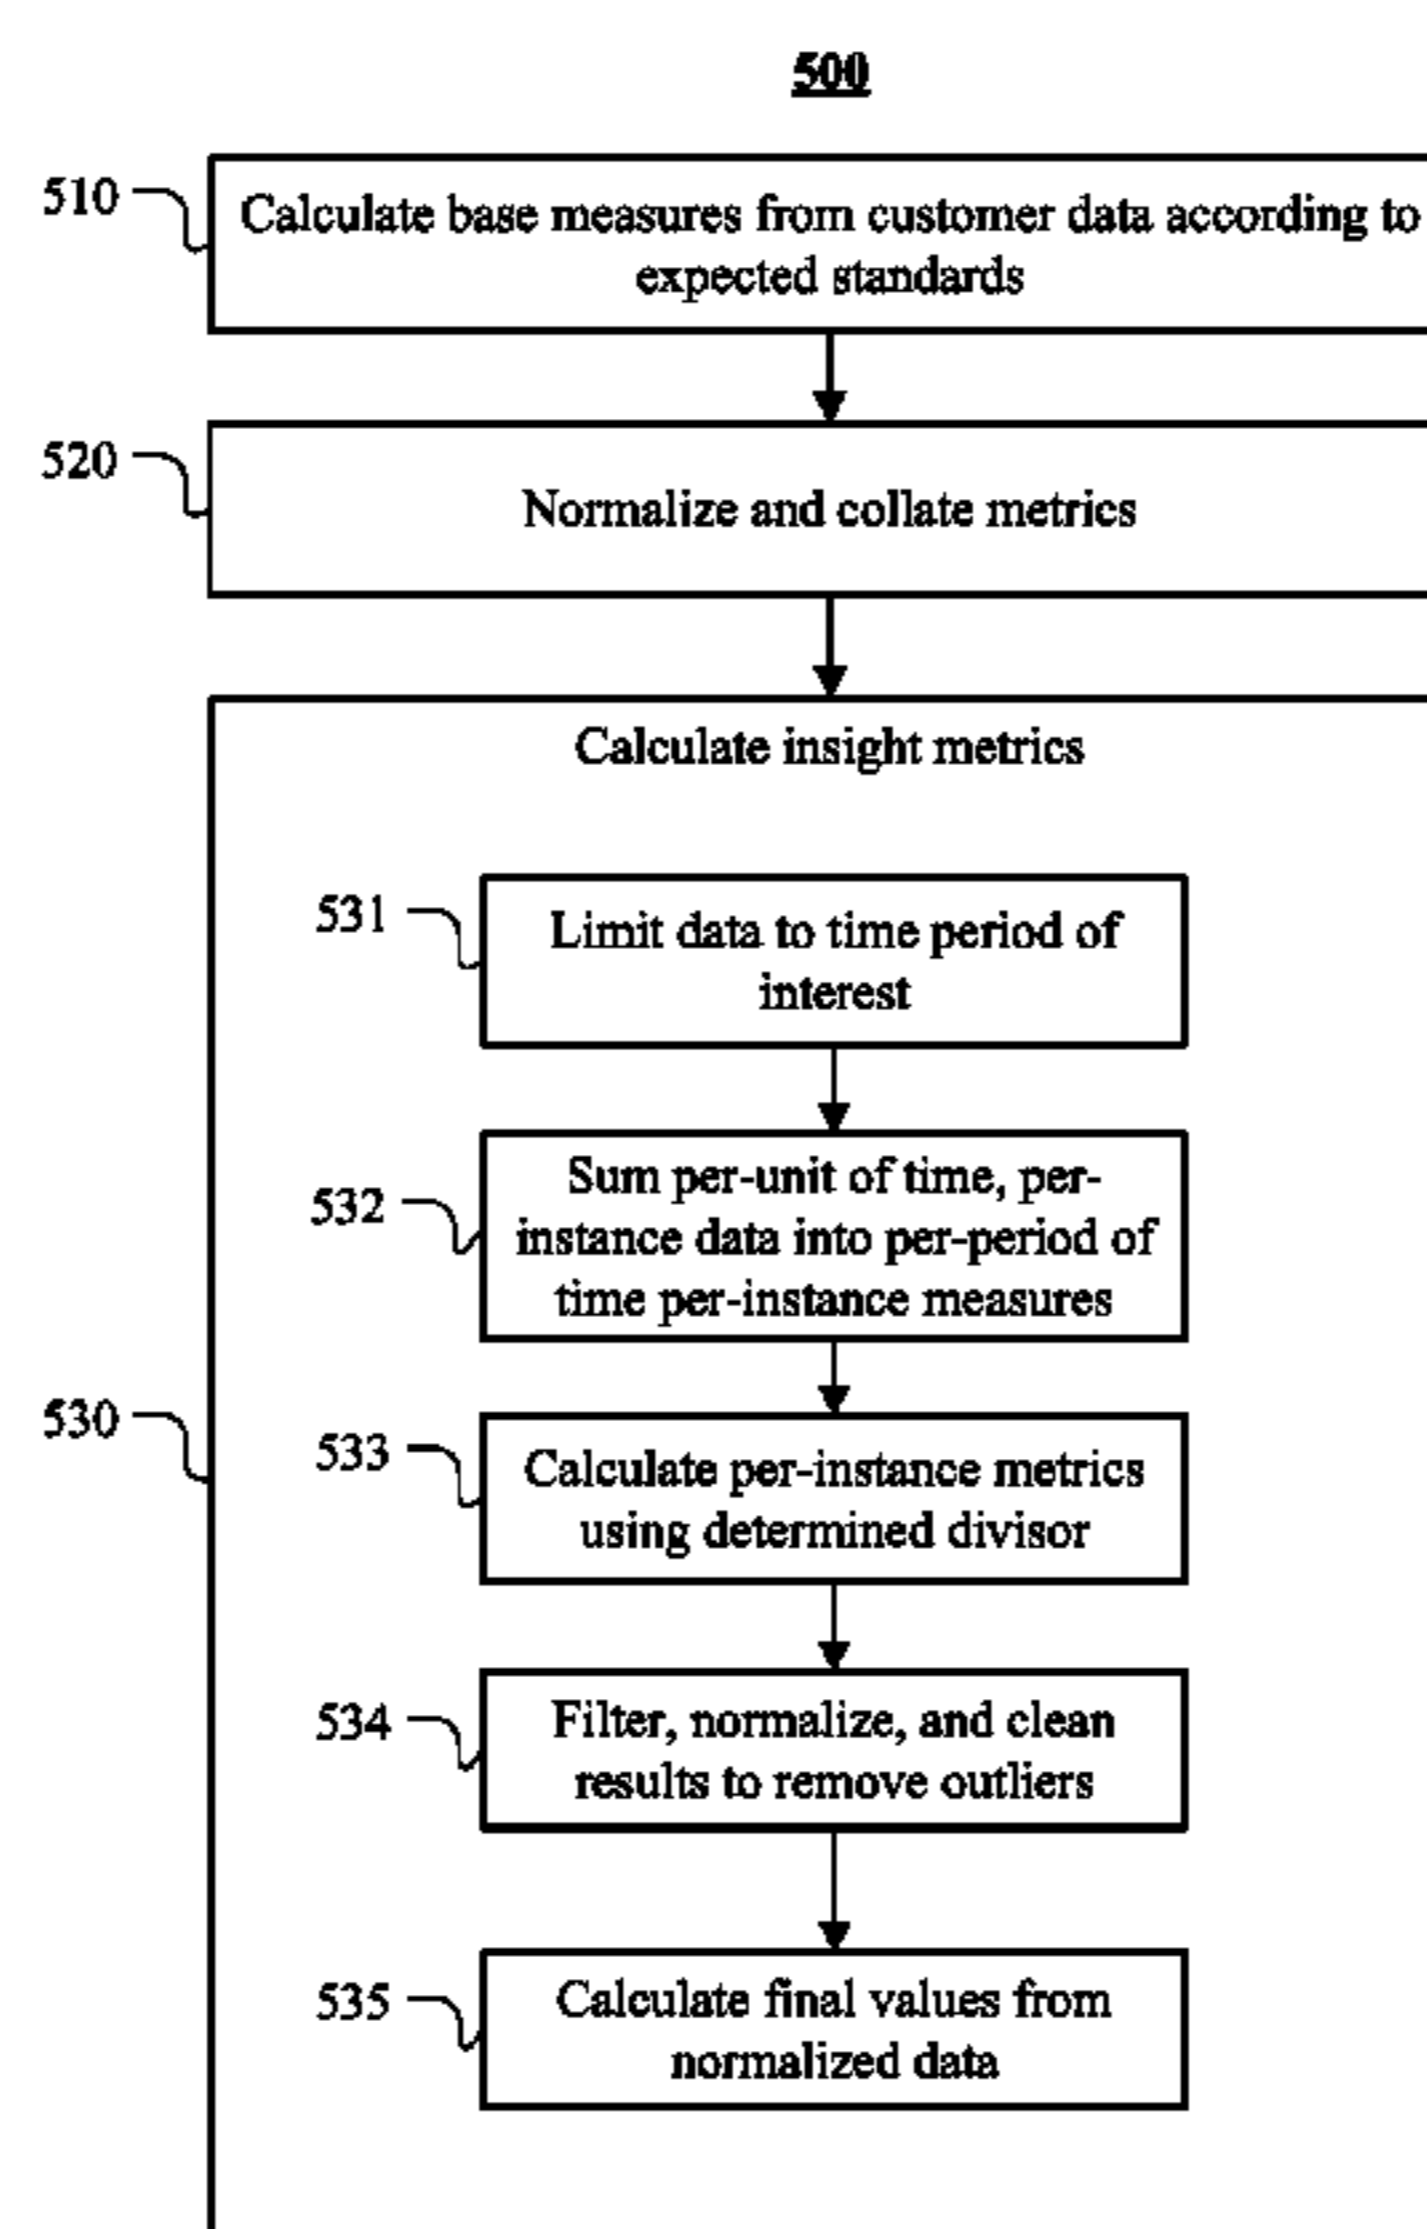 500
510
Calculate base measures from customer data according to
expected standards
520
Normalize and collate metrics
Calculate insight metrics
531
Limit data to time period of
interest
532
Sum per-unit of time, per-
instance data into per-period of
time per-instance measures
530
533
Calculate per-instance metrics
using determined divisor
534
Filter, normalize, and clean
results to remove outliers
535
Calculate final values from
normalized data